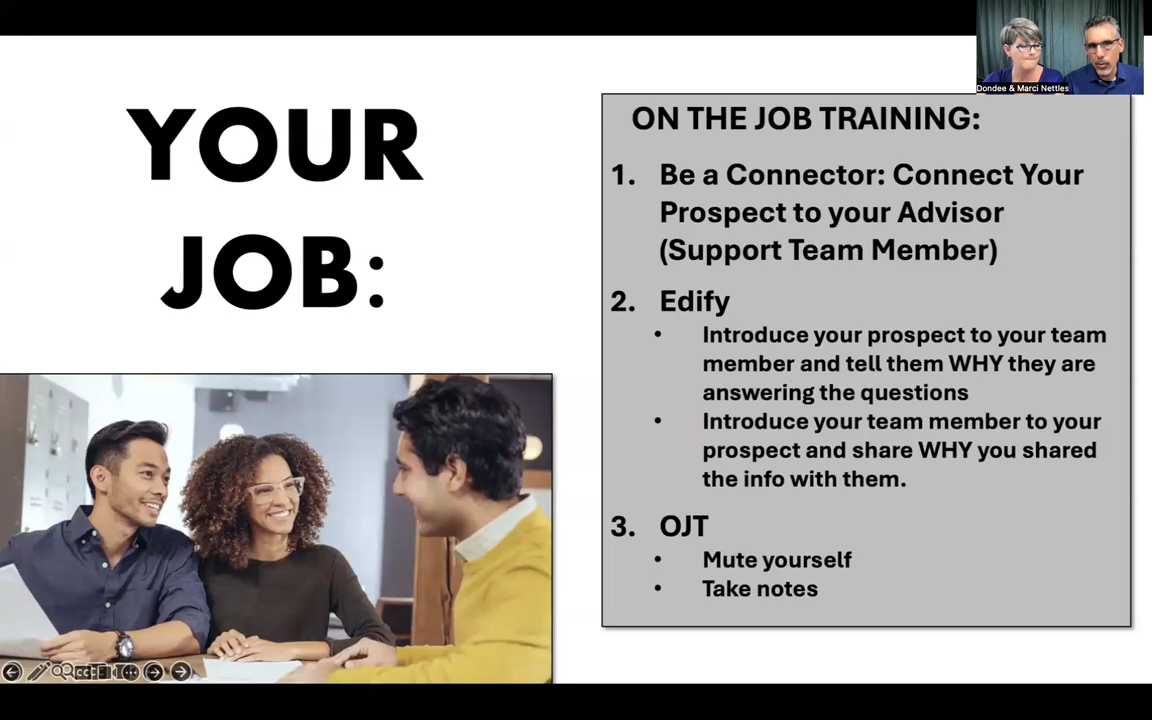 Dondee & Marci Nettles
YOUR
JOB:
ON THE JOB TRAINING:
1. Be a Connector: Connect Your
Prospect to your Advisor
(Support Team Member)
2. Edify
• Introduce your prospect to your team
member and tell them WHY they are
answering the questions
• Introduce your team member to your
prospect and share WHY you shared
the info with them.
3. OJT
• Mute yourself
• Take notes